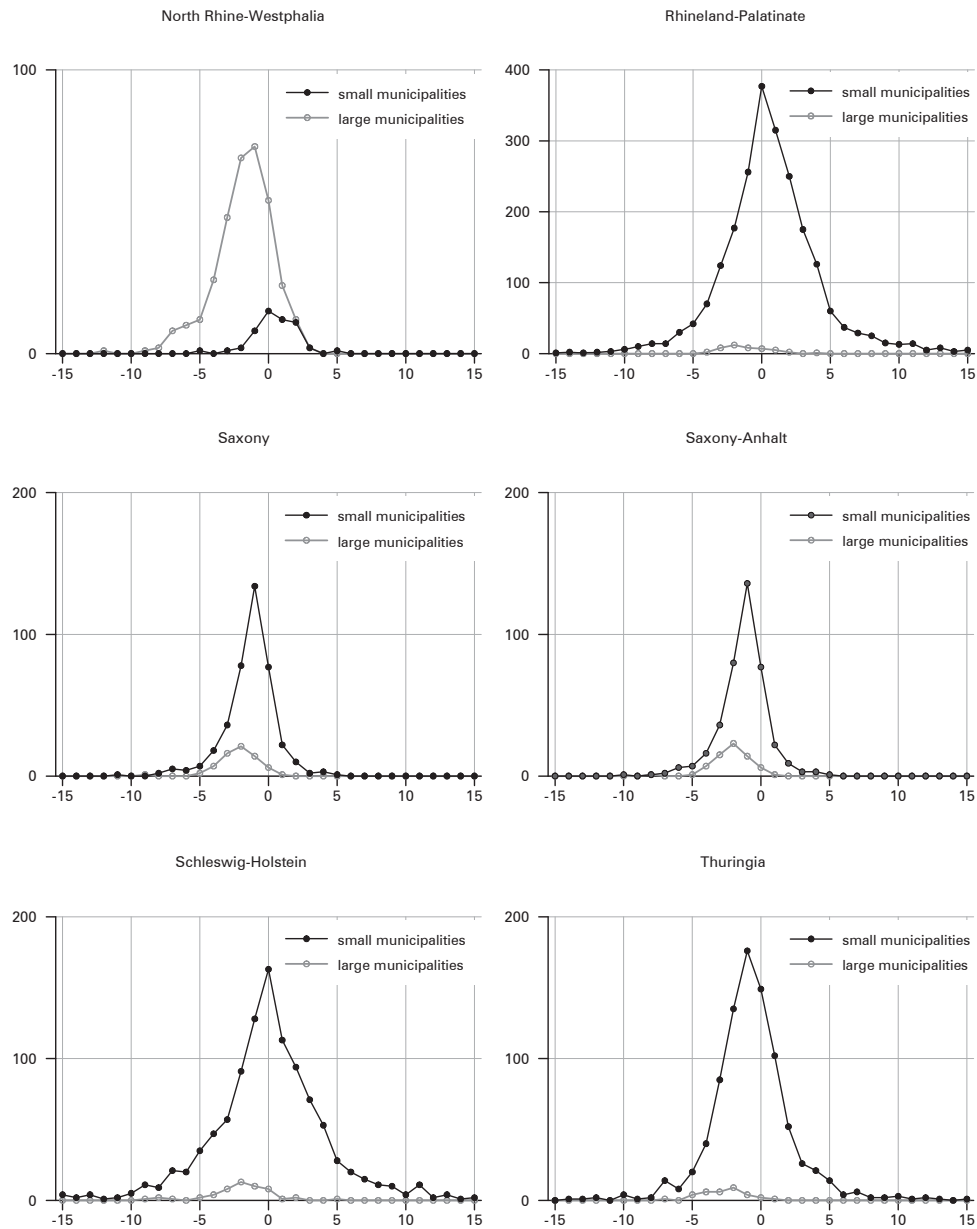 North Rhine-Westphalia
100
small municipalities
large municipalities
0
-15 -10 -5 0 5 10 15
Rhineland-Palatinate
400
small municipalities
large municipalities
300
200
100
0
-15 -10 -5 0 5 10 15
Saxony
200
small municipalities
large municipalities
100
0
-15 -10 -5 0 5 10 15
Saxony-Anhalt
200
small municipalities
large municipalities
100
0
-15 -10 -5 0 5 10 15
Schleswig-Holstein
200
small municipalities
large municipalities
100
0
-15 -10 -5 0 5 10 15
Thuringia
200
small municipalities
large municipalities
100
0
-15 -10 -5 0 5 10 15